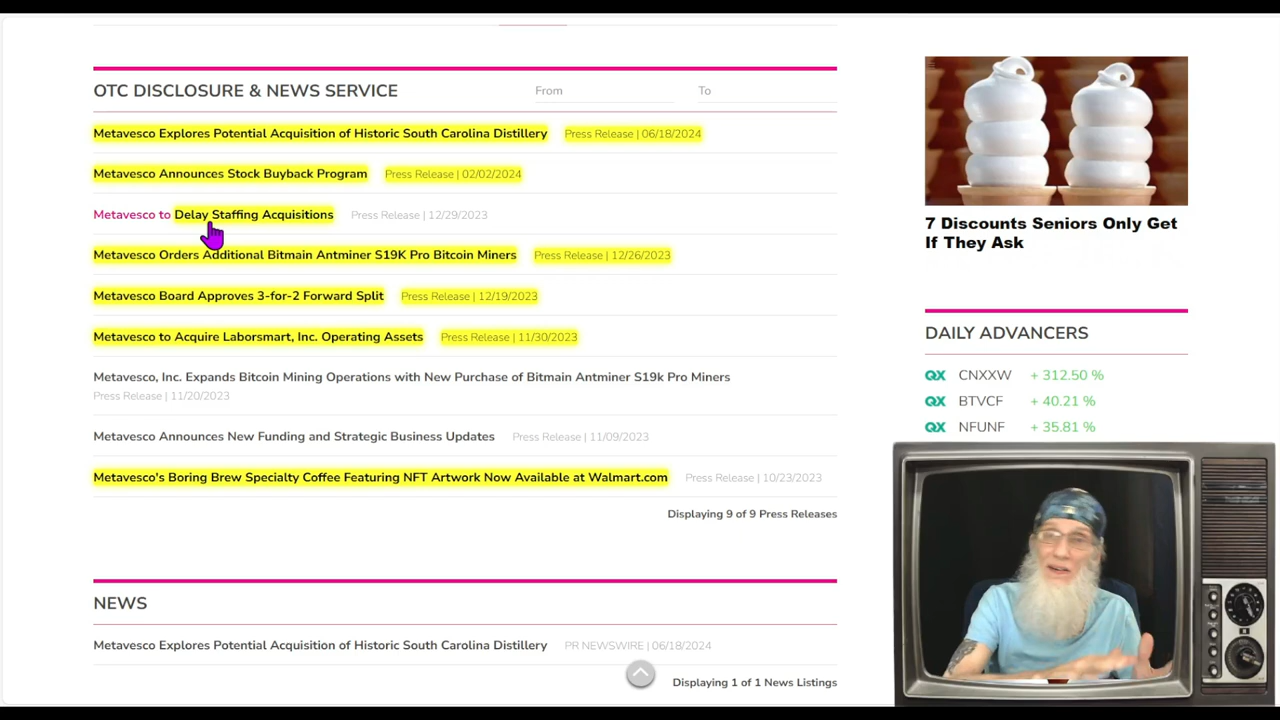 OTC DISCLOSURE & NEWS SERVICE From To
Metavesco Explores Potential Acquisition of Historic South Carolina Distillery Press Release | 06/18/2024
Metavesco Announces Stock Buyback Program Press Release | 02/02/2024
Metavesco to Delay Staffing Acquisitions Press Release | 12/29/2023
Metavesco Orders Additional Bitmain Antminer S19K Pro Bitcoin Miners Press Release | 12/26/2023
Metavesco Board Approves 3-for-2 Forward Split Press Release | 12/19/2023
Metavesco to Acquire Laborsmart, Inc. Operating Assets Press Release | 11/30/2023
Metavesco, Inc. Expands Bitcoin Mining Operations with New Purchase of Bitmain Antminer S19k Pro Miners
Press Release | 11/20/2023
Metavesco Announces New Funding and Strategic Business Updates Press Release | 11/09/2023
Metavesco's Boring Brew Specialty Coffee Featuring NFT Artwork Now Available at Walmart.com Press Release | 10/23/2023
Displaying 9 of 9 Press Releases
NEWS
Metavesco Explores Potential Acquisition of Historic South Carolina Distillery PR NEWSWIRE | 06/18/2024
Displaying 1 of 1 News Listings
7 Discounts Seniors Only Get
If They Ask
DAILY ADVANCERS
QX CNXXW + 312.50 %
QX BTVCF + 40.21 %
QX NFUNF + 35.81 %